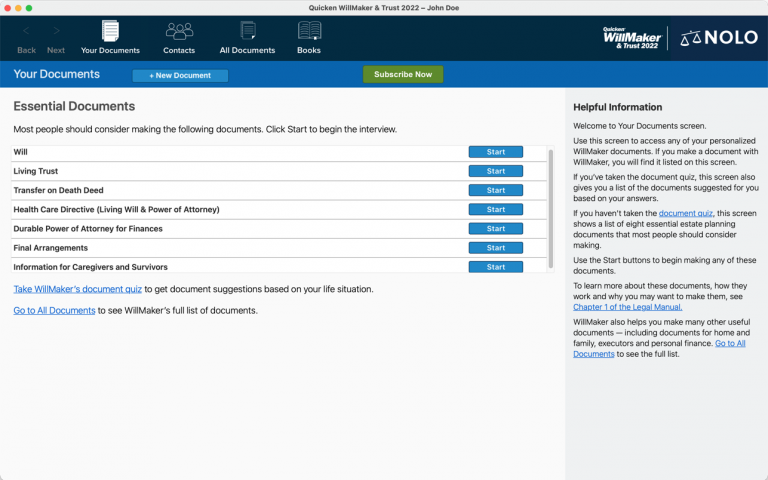 Quicken WillMaker & Trust 2022 – John Doe
Back
Next
Your Documents
Contacts
All Documents
Books
Quicken
WillMaker
& Trust 2022
NOLO
Your Documents
+ New Document
Subscribe Now
Essential Documents
Most people should consider making the following documents. Click Start to begin the interview.
Will Start
Living Trust Start
Transfer on Death Deed Start
Health Care Directive (Living Will & Power of Attorney) Start
Durable Power of Attorney for Finances Start
Final Arrangements Start
Information for Caregivers and Survivors Start
Take WillMaker's document quiz to get document suggestions based on your life situation.
Go to All Documents to see WillMaker's full list of documents.
Helpful Information
Welcome to Your Documents screen.
Use this screen to access any of your personalized
WillMaker documents. If you make a document with
WillMaker, you will find it listed on this screen.
If you've taken the document quiz, this screen also
gives you a list of the documents suggested for you
based on your answers.
If you haven't taken the document quiz, this screen
shows a list of eight essential estate planning
documents that most people should consider
making.
Use the Start buttons to begin making any of these
documents.
To learn more about these documents, how they
work and why you may want to make them, see
Chapter 1 of the Legal Manual.
WillMaker also helps you make many other useful
documents — including documents for home and
family, executors and personal finance. Go to All
Documents to see the full list.